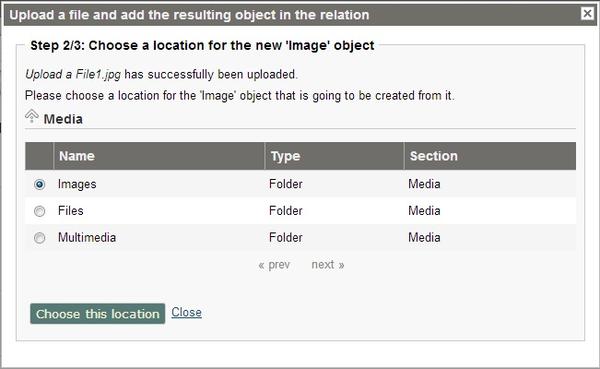 Upload a file and add the resulting object in the relation
Step 2/3: Choose a location for the new 'Image' object
Upload a File1.jpg has successfully been uploaded.
Please choose a location for the 'Image' object that is going to be created from it.
Media
Name Type Section
Images Folder Media
Files Folder Media
Multimedia Folder Media
« prev next »
Choose this location Close